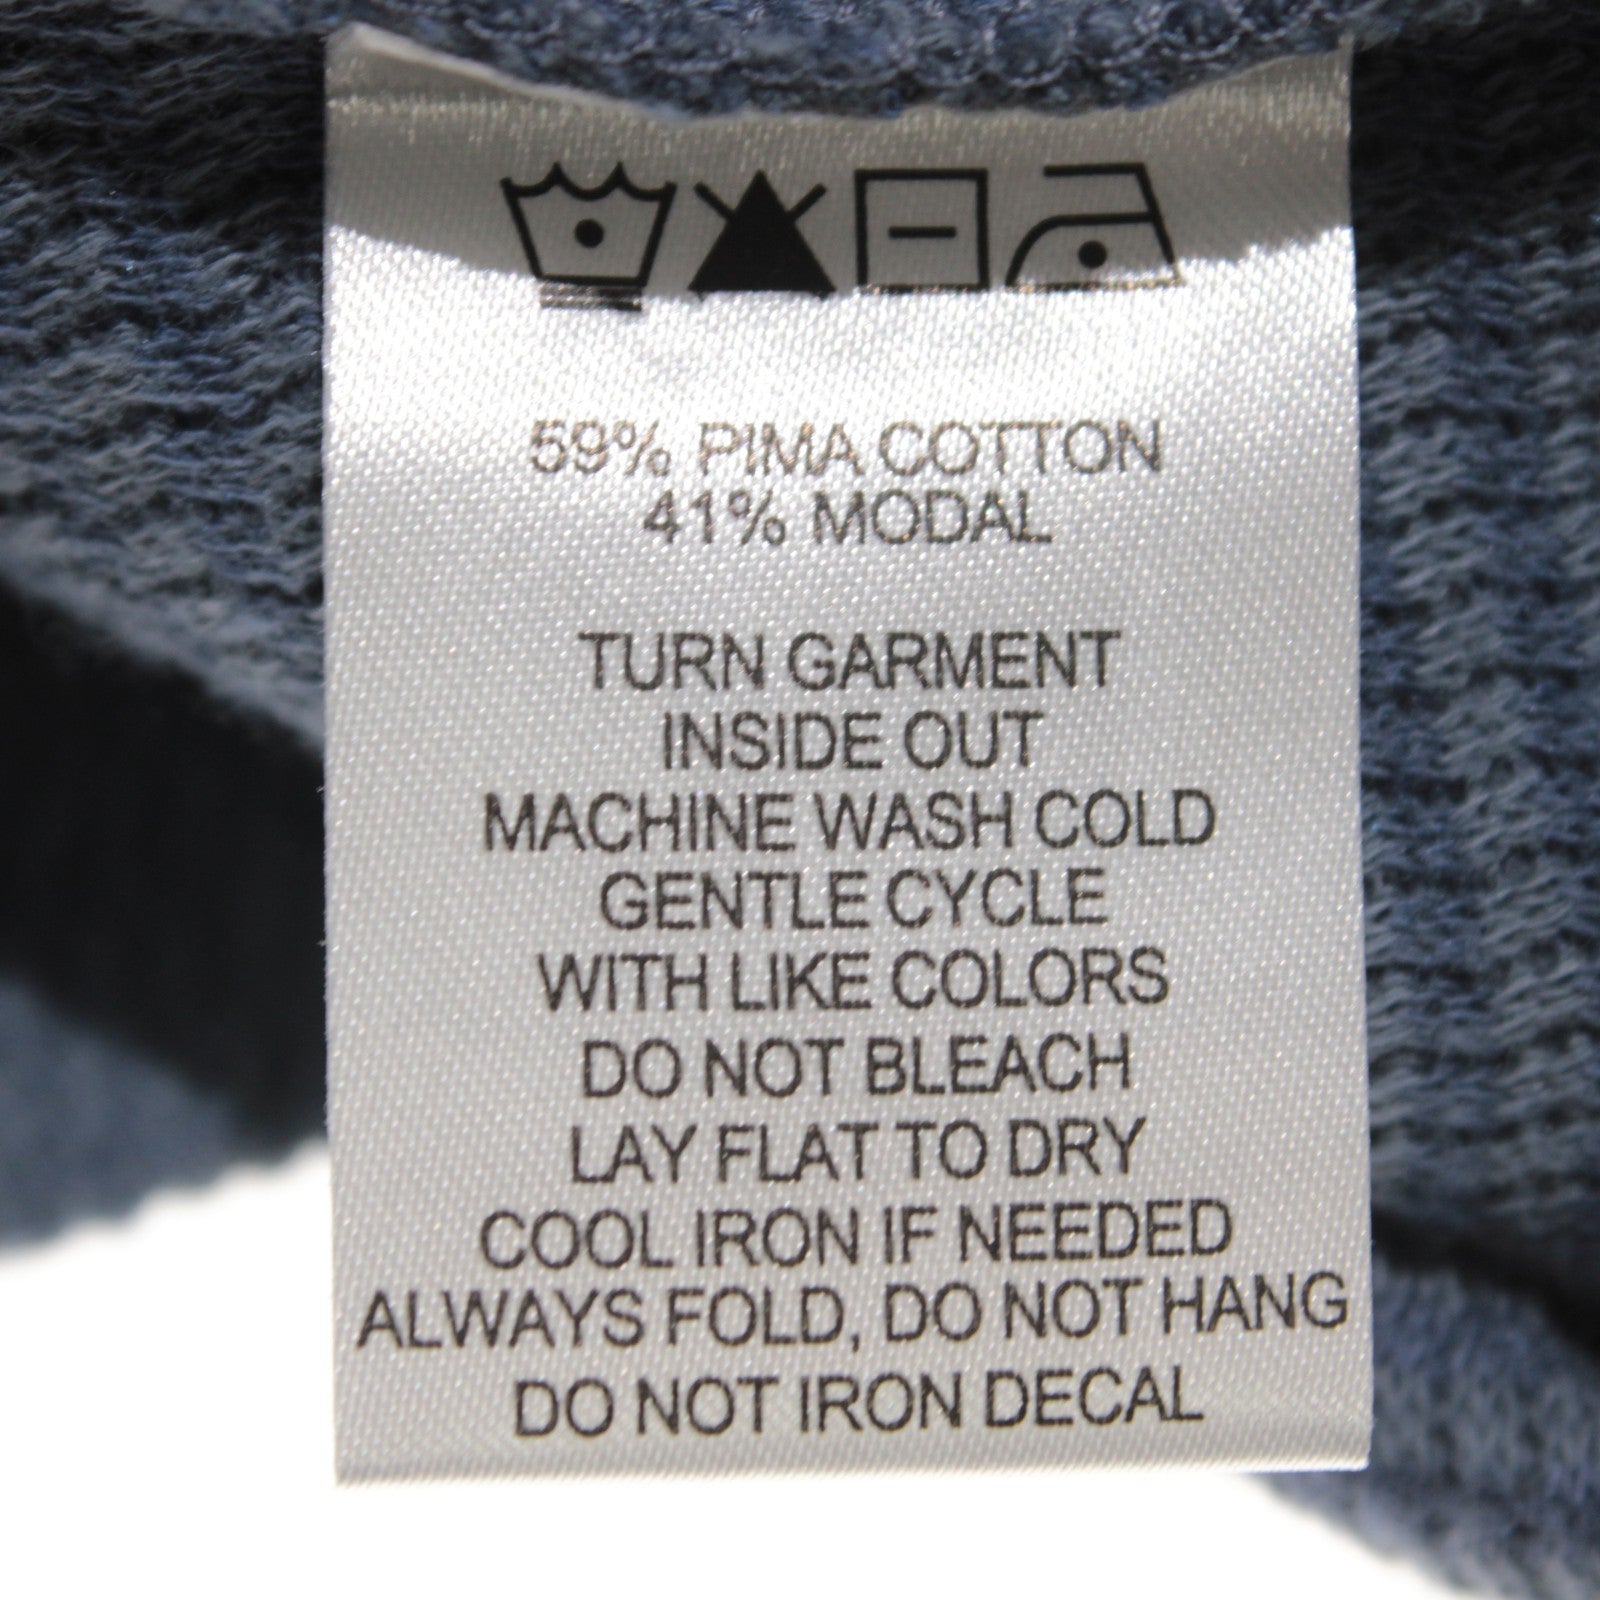 59% PIMA COTTON
41% MODAL
TURN GARMENT
INSIDE OUT
MACHINE WASH COLD
GENTLE CYCLE
WITH LIKE COLORS
DO NOT BLEACH
LAY FLAT TO DRY
COOL IRON IF NEEDED
ALWAYS FOLD, DO NOT HANG
DO NOT IRON DECAL